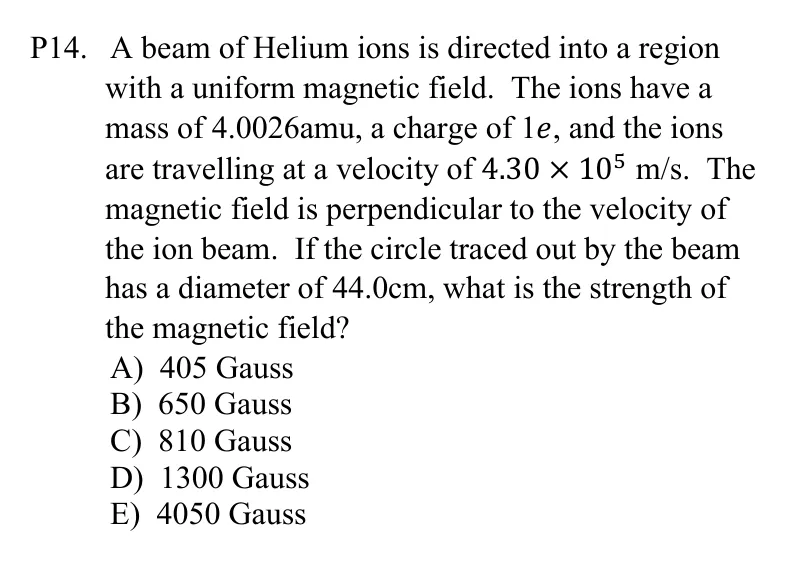 P14. A beam of Helium ions is directed into a region
with a uniform magnetic field. The ions have a
mass of 4.0026amu, a charge of 1e, and the ions
are travelling at a velocity of 4.30 × 10⁵ m/s. The
magnetic field is perpendicular to the velocity of
the ion beam. If the circle traced out by the beam
has a diameter of 44.0cm, what is the strength of
the magnetic field?
A) 405 Gauss
B) 650 Gauss
C) 810 Gauss
D) 1300 Gauss
E) 4050 Gauss